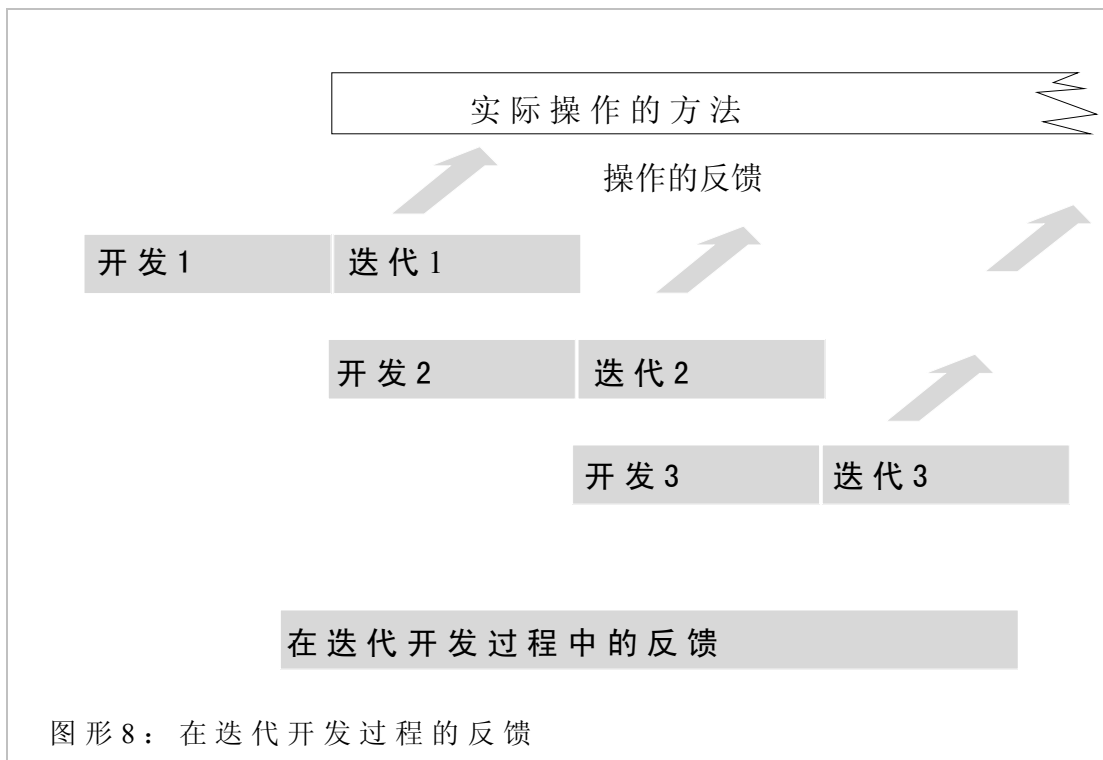 实际操作的方法
操作的反馈
开发1 迭代1
开发2 迭代2
开发3 迭代3
在迭代开发过程中的反馈
图形8：在迭代开发过程的反馈